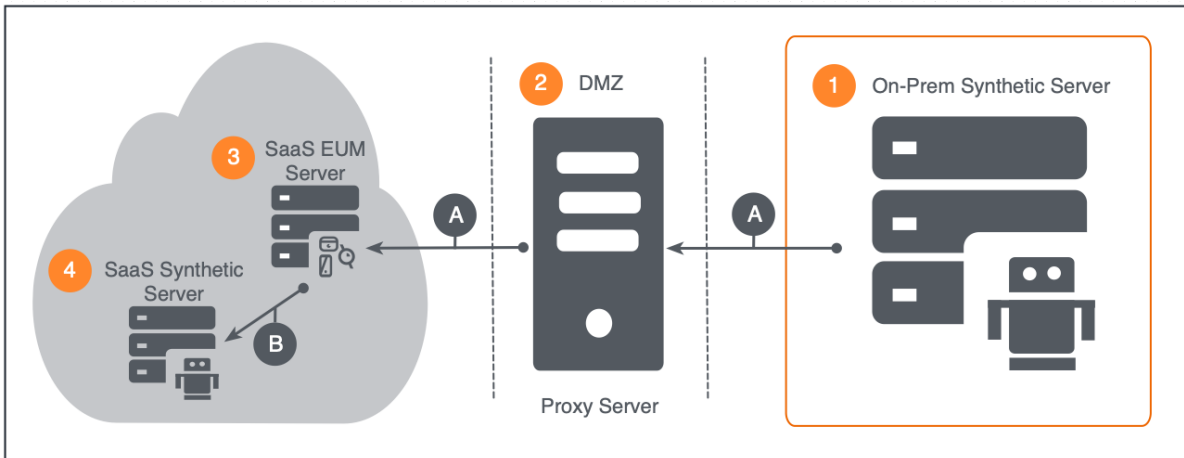 1
On-Prem Synthetic Server
2
DMZ
Proxy Server
A
A
3
SaaS EUM
Server
4
SaaS Synthetic
Server
B